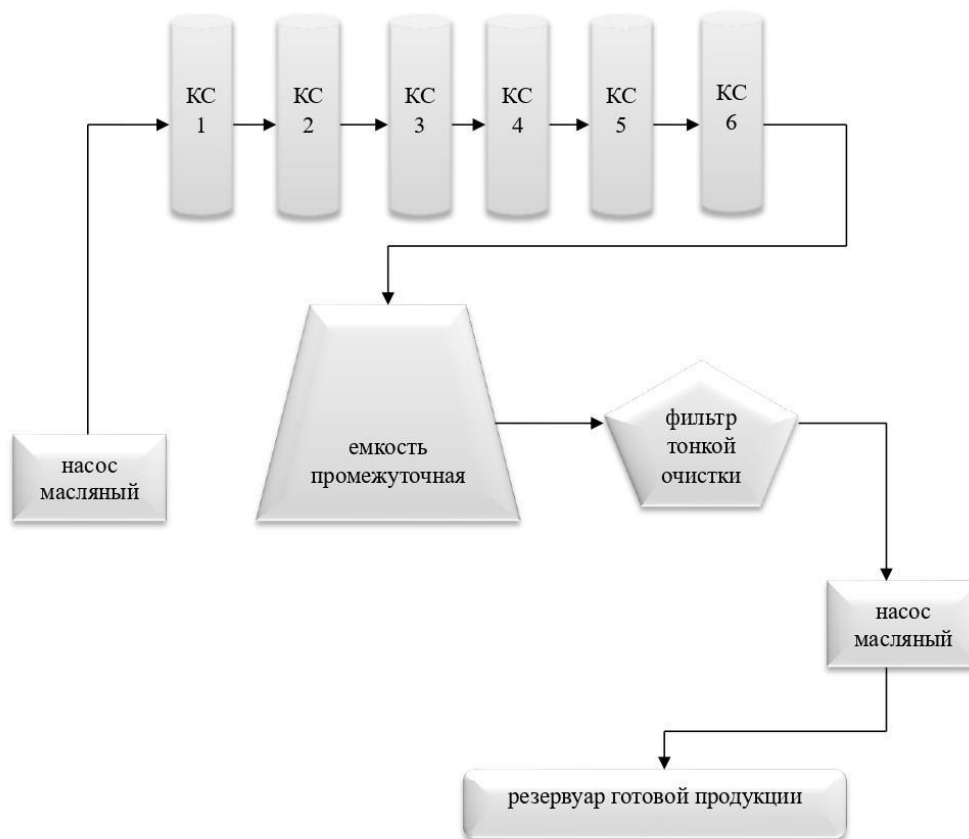 КС
1
КС
2
КС
3
КС
4
КС
5
КС
6
насос
масляный
емкость
промежуточная
фильтр
тонкой
очистки
насос
масляный
резервуар готовой продукции